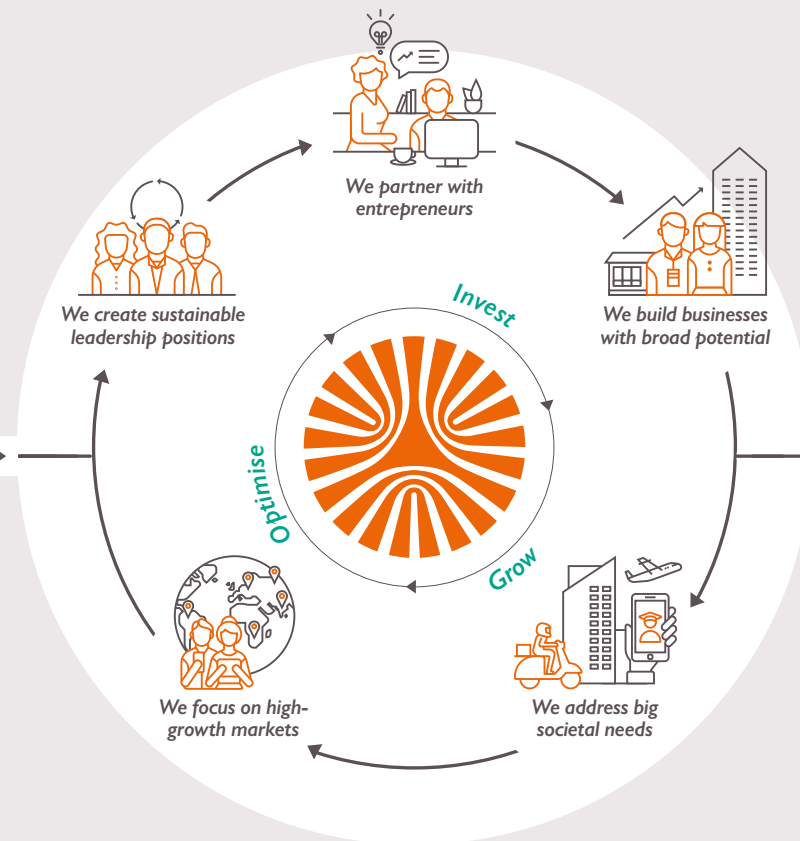 We partner with
entrepreneurs
We build businesses
with broad potential
We address big
societal needs
We focus on high-
growth markets
We create sustainable
leadership positions
Invest
Grow
Optimise